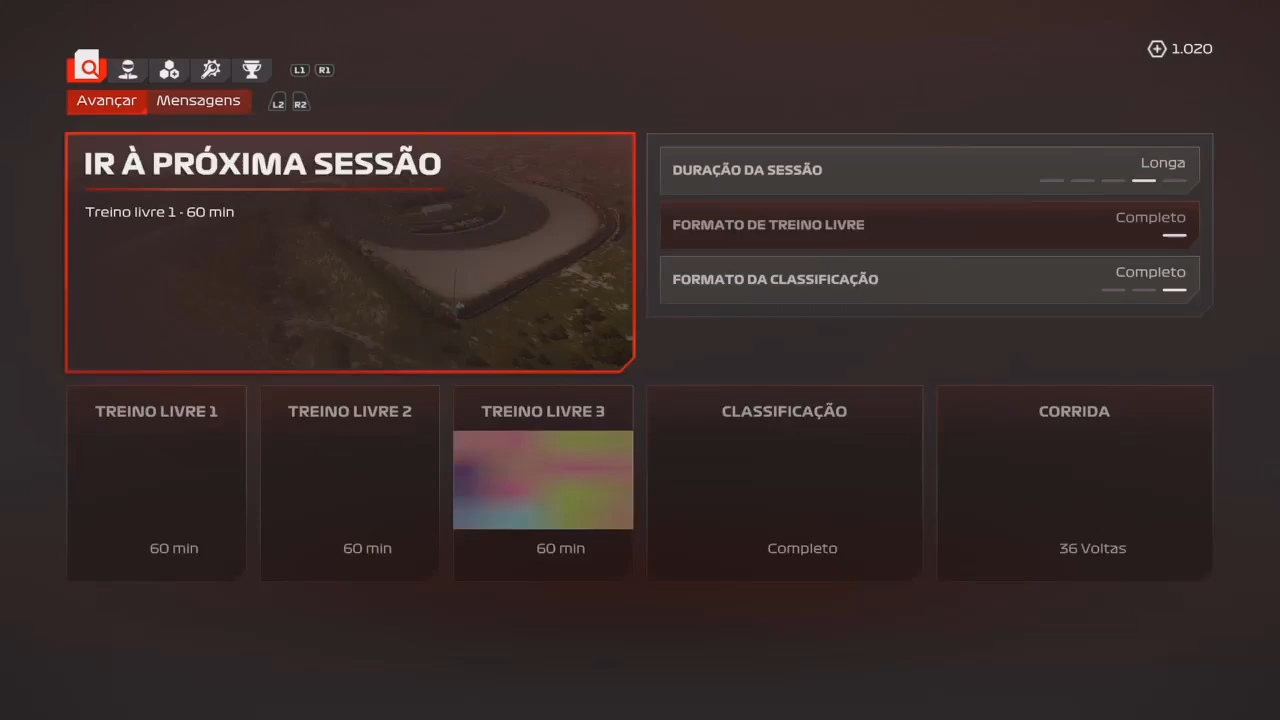 1.020
L1 R1
Avançar Mensagens L2 R2
IR À PRÓXIMA SESSÃO
Treino livre 1 - 60 min
DURAÇÃO DA SESSÃO Longa
FORMATO DE TREINO LIVRE Completo
FORMATO DA CLASSIFICAÇÃO Completo
TREINO LIVRE 1 TREINO LIVRE 2 TREINO LIVRE 3 CLASSIFICAÇÃO CORRIDA
60 min 60 min 60 min Completo 36 Voltas